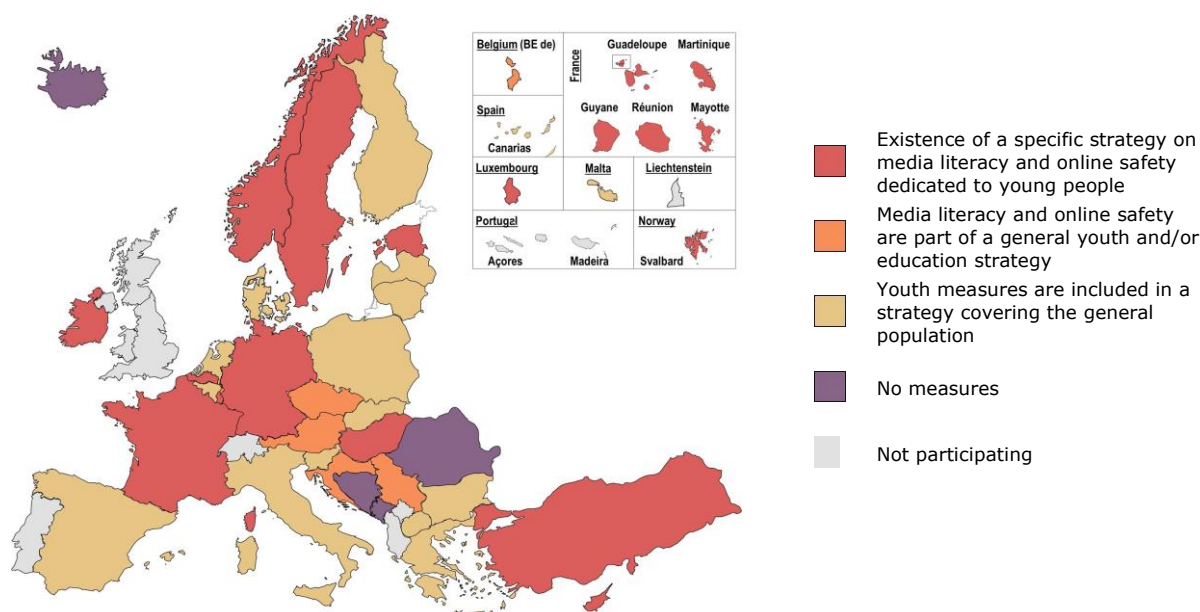 Belgium (BE de)
France
Guadeloupe
Martinique
Guyane
Réunion
Mayotte
Spain
Canarias
Luxembourg
Malta
Liechtenstein
Portugal
Açores
Madeira
Norway
Svalbard
Existence of a specific strategy on
media literacy and online safety
dedicated to young people
Media literacy and online safety
are part of a general youth and/or
education strategy
Youth measures are included in a
strategy covering the general
population
No measures
Not participating